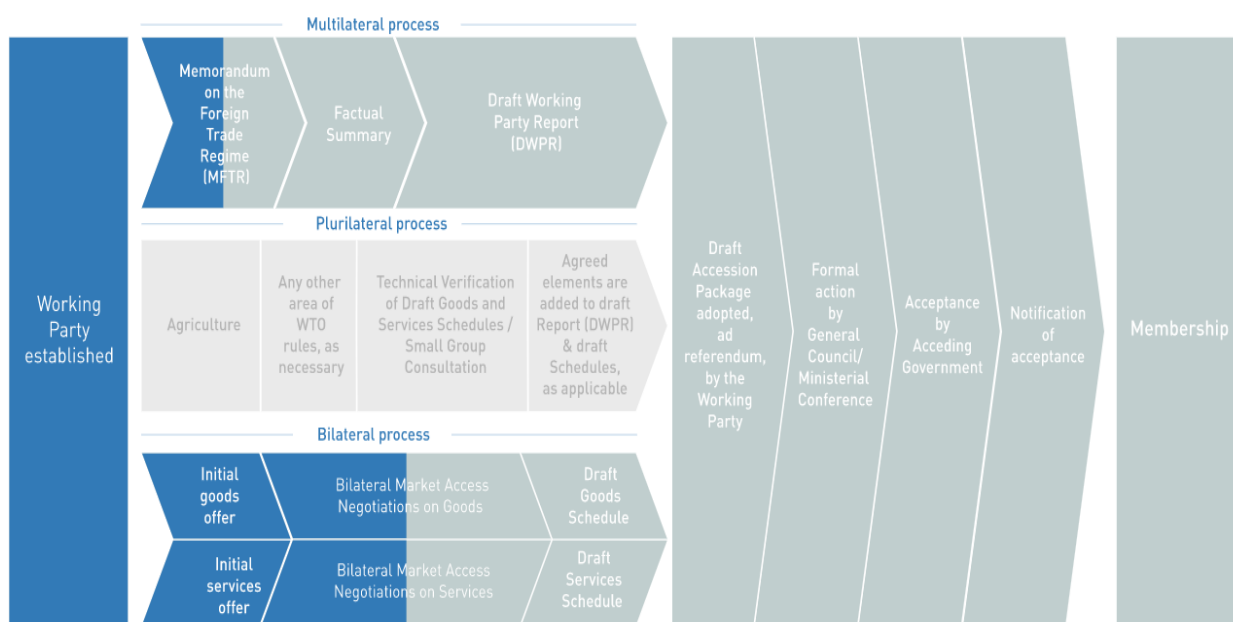 Multilateral process
Working
Party
established
Memorandum
on the
Foreign
Trade
Regime
(MFTR)
Factual
Summary
Draft Working
Party Report
(DWPR)
Plurilateral process
Agriculture
Any other
area of
WTO
rules, as
necessary
Technical Verification
of Draft Goods and
Services Schedules /
Small Group
Consultation
Agreed
elements are
added to draft
Report (DWPR)
& draft
Schedules,
as applicable
Bilateral process
Initial
goods
offer
Bilateral Market Access
Negotiations on Goods
Draft
Goods
Schedule
Initial
services
offer
Bilateral Market Access
Negotiations on Services
Draft
Services
Schedule
Draft
Accession
Package
adopted,
ad
referendum,
by the
Working
Party
Formal
action
by
General
Council/
Ministerial
Conference
Acceptance
by
Acceding
Government
Notification
of
acceptance
Membership